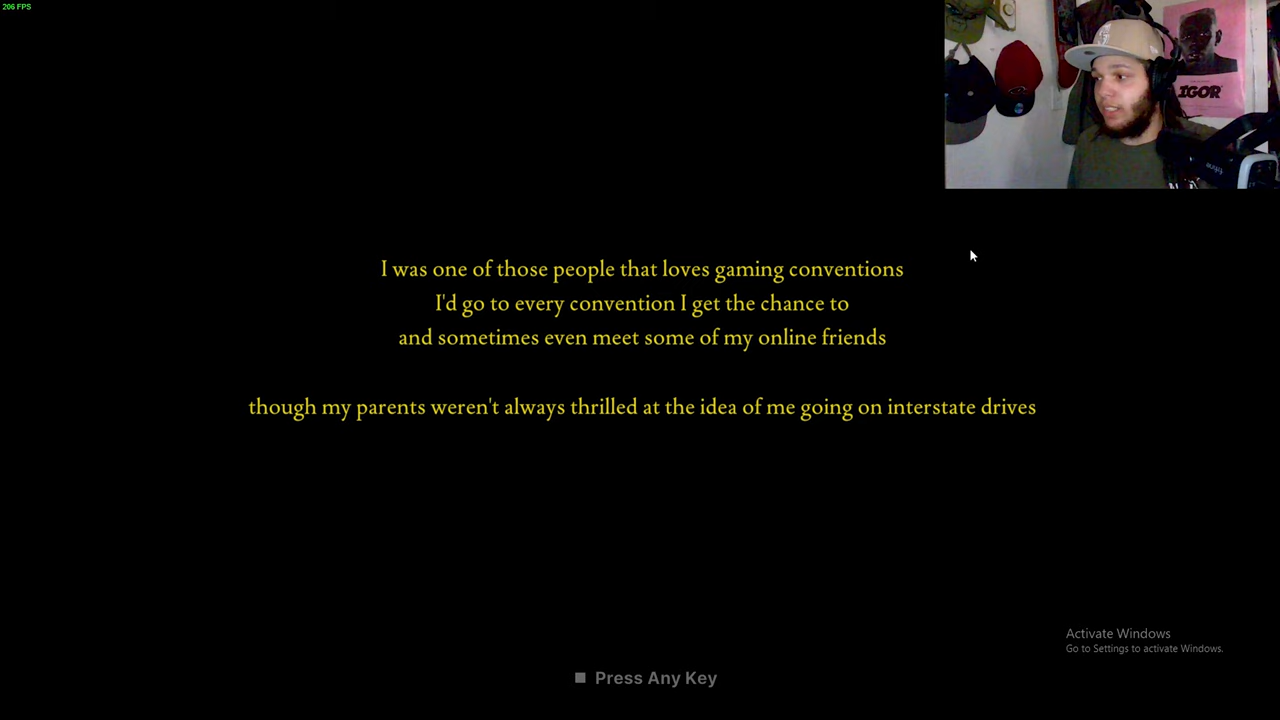 206 FPS
IGOR
I was one of those people that loves gaming conventions
I'd go to every convention I get the chance to
and sometimes even meet some of my online friends
though my parents weren't always thrilled at the idea of me going on interstate drives
Activate Windows
Go to Settings to activate Windows.
Press Any Key